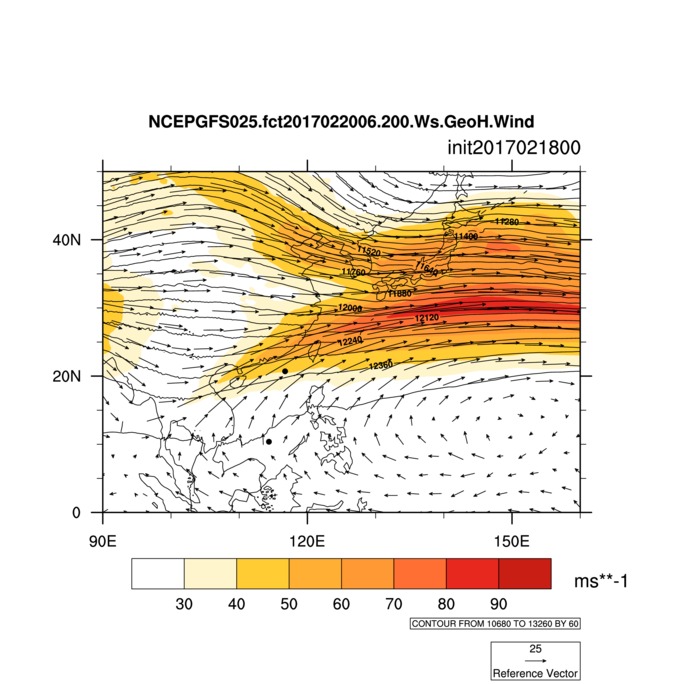 NCEPGFS025.fct2017022006.200.Ws.GeoH.Wind
init2017021800
40N
20N
0
11280
11400
11520
11640
11760
11880
12000
12120
12240
12360
90E 120E 150E
30 40 50 60 70 80 90
ms**-1
CONTOUR FROM 10680 TO 13260 BY 60
25
Reference Vector